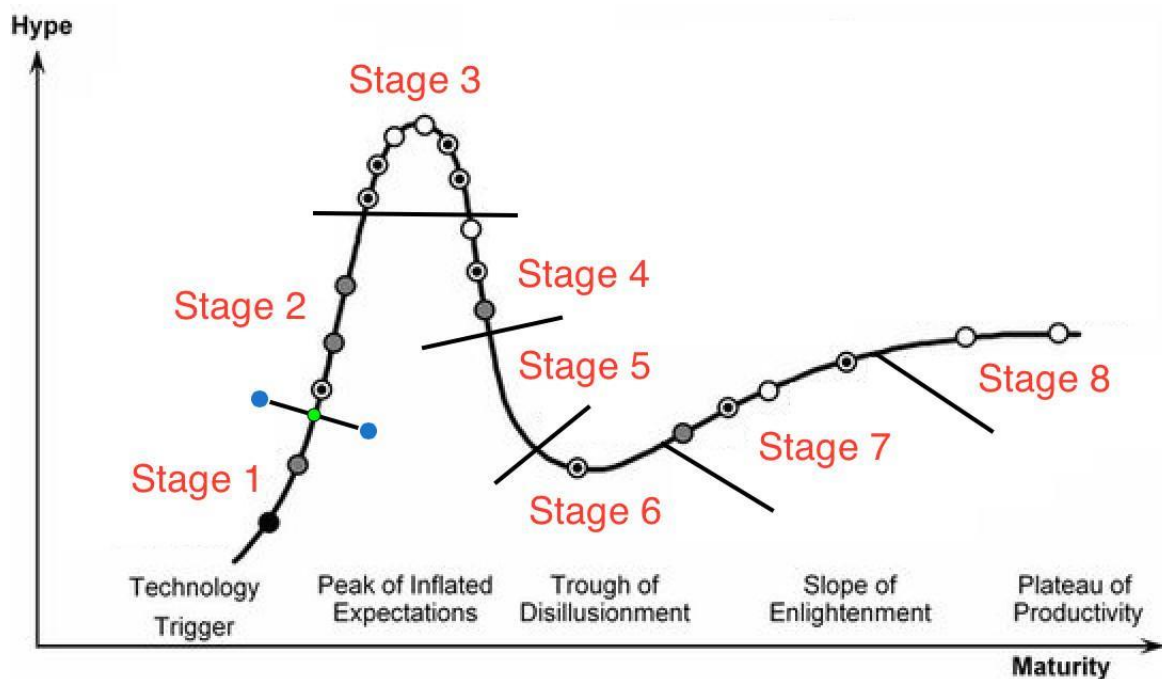 Hype
Stage 3
Stage 2
Stage 4
Stage 5
Stage 8
Stage 1
Stage 7
Stage 6
Technology
Trigger
Peak of Inflated
Expectations
Trough of
Disillusionment
Slope of
Enlightenment
Plateau of
Productivity
Maturity